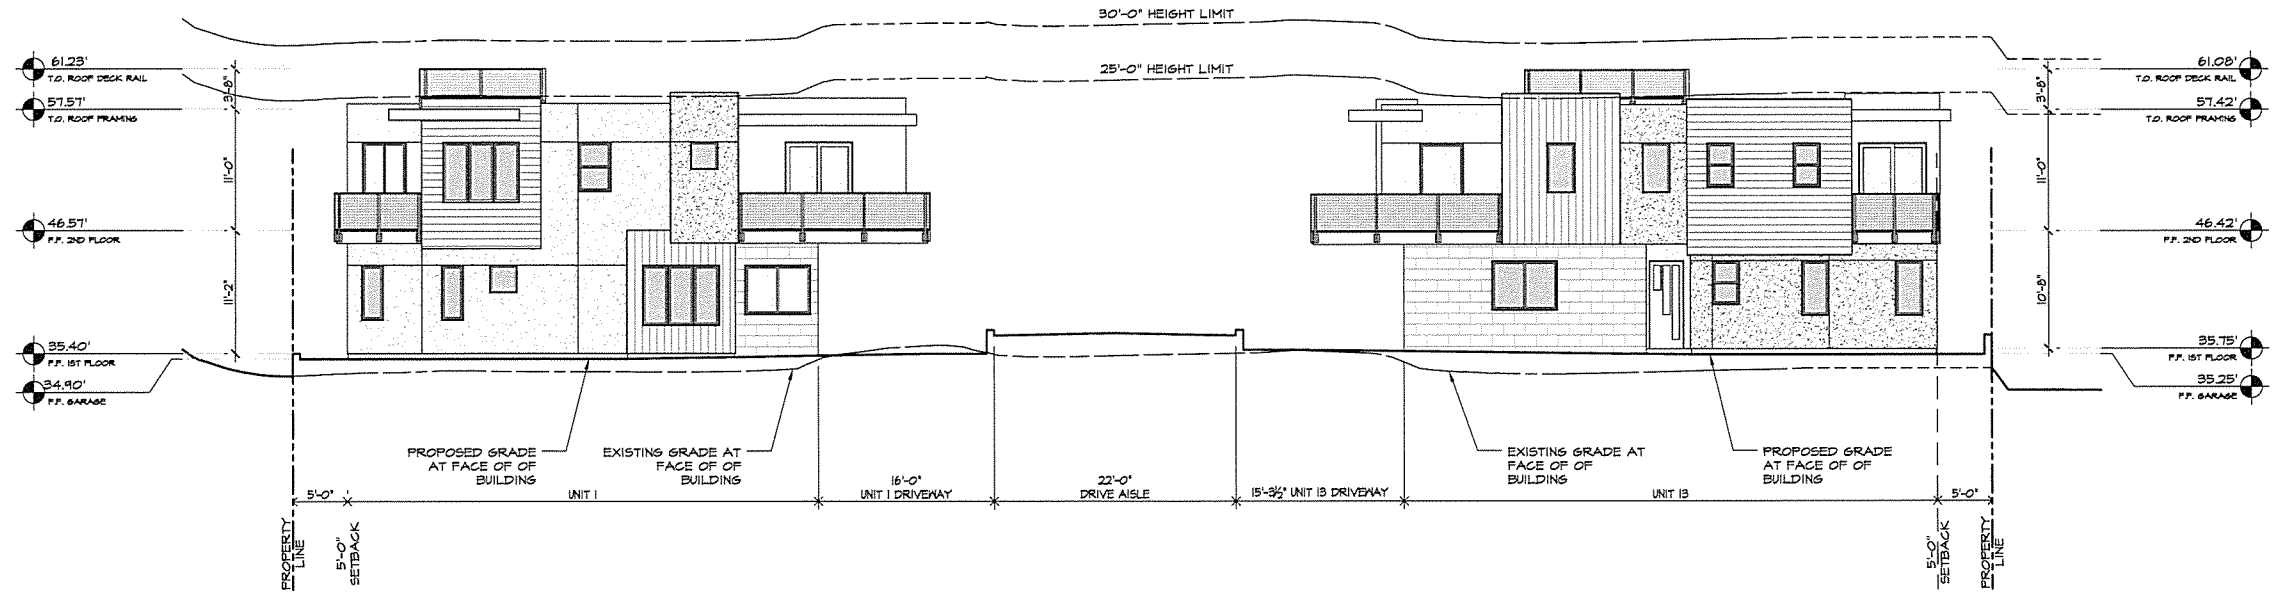 30'-0" HEIGHT LIMIT
25'-0" HEIGHT LIMIT
61.23'
T.O. ROOF DECK RAIL
57.57'
T.O. ROOF FRAMING
46.57'
F.F. 2ND FLOOR
35.40'
F.F. 1ST FLOOR
34.90'
F.F. GARAGE
3'-8"
11'-0"
11'-2"
61.08'
T.O. ROOF DECK RAIL
57.42'
T.O. ROOF FRAMING
46.42'
F.F. 2ND FLOOR
35.75'
F.F. 1ST FLOOR
35.25'
F.F. GARAGE
3'-8"
11'-0"
10'-8"
PROPOSED GRADE
AT FACE OF OF
BUILDING
EXISTING GRADE AT
FACE OF OF
BUILDING
EXISTING GRADE AT
FACE OF OF
BUILDING
PROPOSED GRADE
AT FACE OF OF
BUILDING
5'-0"
UNIT 1
16'-0"
UNIT 1 DRIVEWAY
22'-0"
DRIVE AISLE
15'-3½" UNIT 13 DRIVEWAY
UNIT 13
5'-0"
PROPERTY
LINE
5'-0"
SETBACK
5'-0"
SETBACK
PROPERTY
LINE